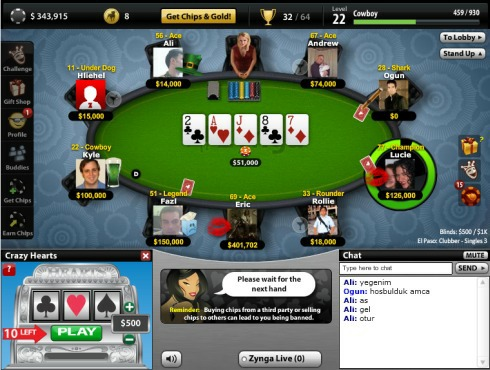 $ 343,915
8
Get Chips & Gold!
32 / 64
Level
22
Cowboy
459 / 930
To Lobby ▸
Stand Up ▴
Challenge
Gift Shop
1
Profile
Buddies
Get Chips
Earn Chips
56 - Ace
Ali
$14,000
67 - Ace
Andrew
$74,000
11 - Under Dog
Hliehel
$15,000
28 - Shark
Ogun
$0
22 - Cowboy
Kyle
$100,000
2 A J 8 7
$51,000
D
Champion
Lucie
$126,000
51 - Legend
Fazl
$150,000
69 - Ace
Eric
$401,702
33 - Rounder
Rollie
$18,000
?
15
Blinds: $500 / $1K
El Paso: Clubber - Singles 3
Crazy Hearts
?
HEARTS
10 LEFT
PLAY
$500
Please wait for the
next hand
Reminder: Buying chips from a third party or selling
chips to others can lead to you being banned.
Zynga Live (0)
Chat
MUTE
Type here to chat
SEND ▸
Ali: yegenim
Ogun: hosbulduk amca
Ali: as
Ali: gel
Ali: otur